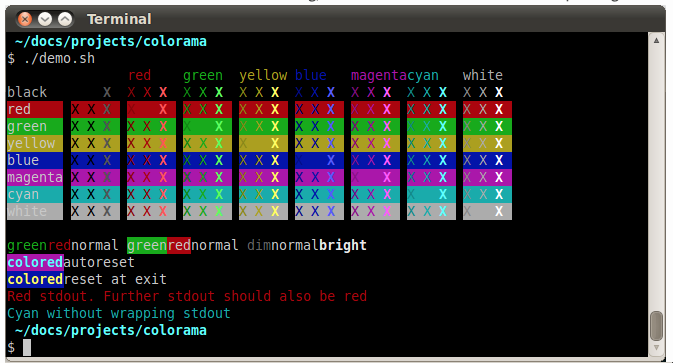 Terminal
~/docs/projects/colorama
$ ./demo.sh
red green yellow blue magentacyan white
black X X X X X X X X X X X X X X X X X X X X X X
red X X X X X X X X X X X X X X X X X X X X X X
green X X X X X X X X X X X X X X X X X X X X X X
yellow X X X X X X X X X X X X X X X X X X X X X X
blue X X X X X X X X X X X X X X X X X X X X X X
magenta X X X X X X X X X X X X X X X X X X X X X X
cyan X X X X X X X X X X X X X X X X X X X X X X
white X X X X X X X X X X X X X X X X X X X X X X
greenrednormal greenrednormal dimnormalbright
coloredautoreset
coloredreset at exit
Red stdout. Further stdout should also be red
Cyan without wrapping stdout
~/docs/projects/colorama
$